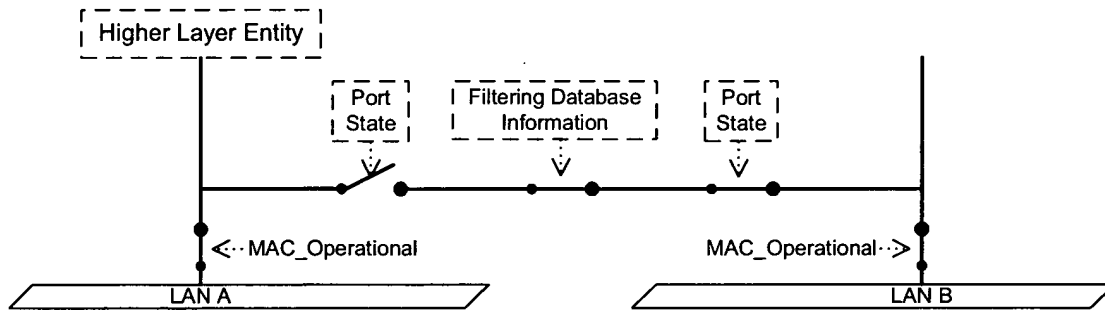 Higher Layer Entity
Port
State
Filtering Database
Information
Port
State
MAC_Operational
MAC_Operational
LAN A
LAN B